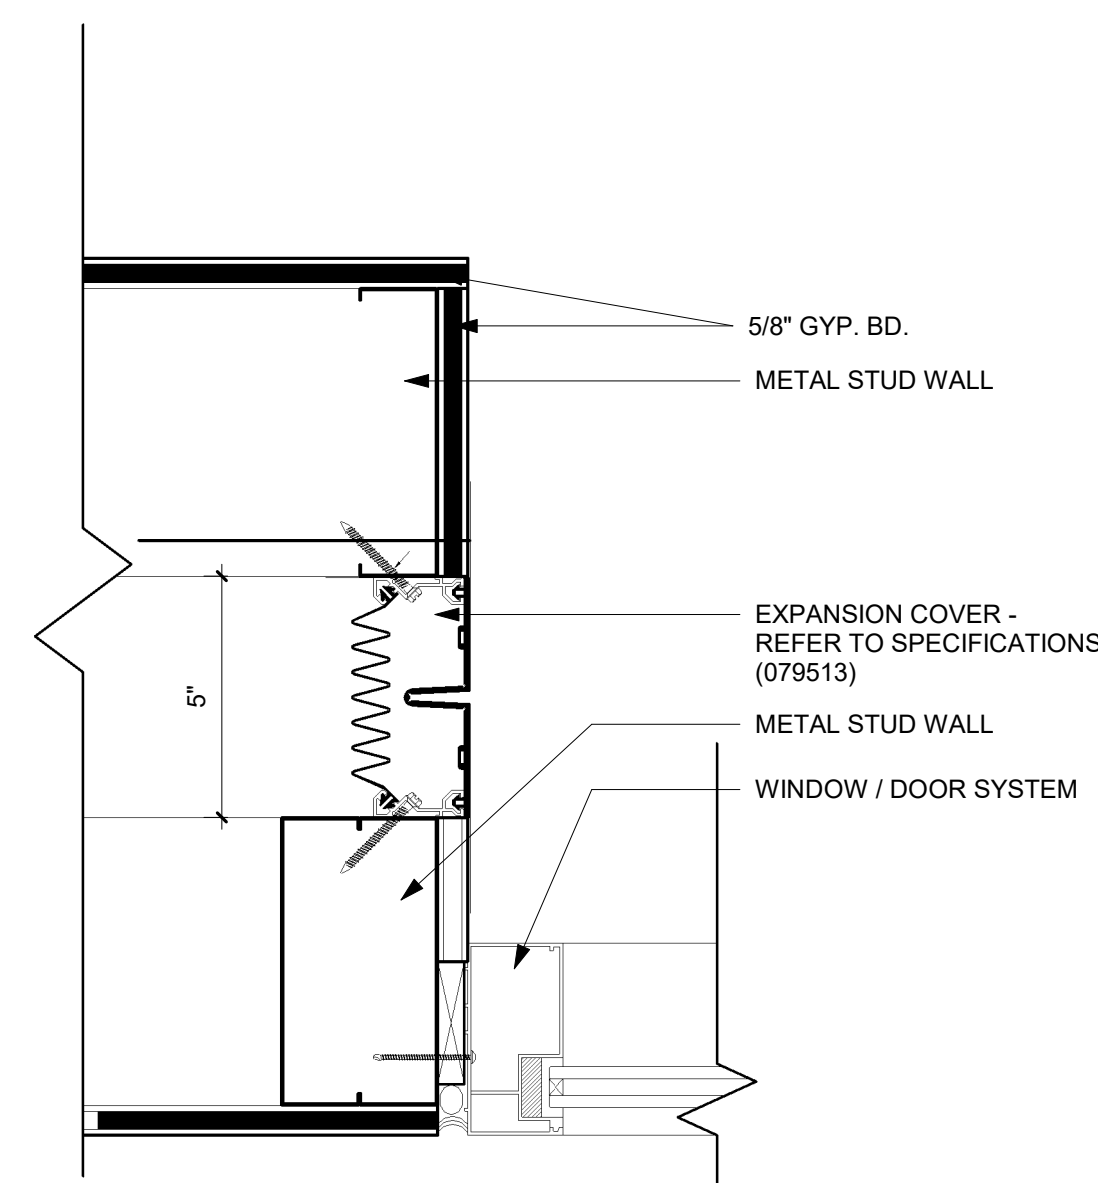 5/8" GYP. BD.
METAL STUD WALL
EXPANSION COVER -
REFER TO SPECIFICATIONS
(079513)
5"
METAL STUD WALL
WINDOW / DOOR SYSTEM